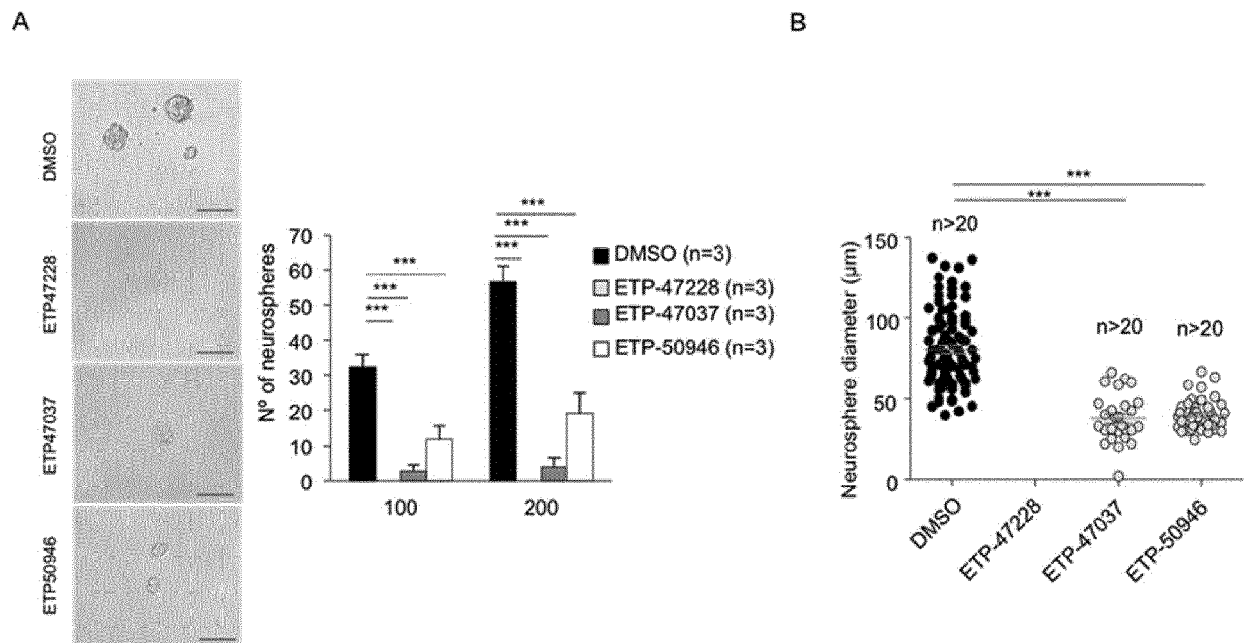 A
B
DMSO
ETP47228
ETP47037
ETP50946
Nº of neurospheres
70
60
50
40
30
20
10
0
***
***
***
***
***
***
100
200
DMSO (n=3)
ETP-47228 (n=3)
ETP-47037 (n=3)
ETP-50946 (n=3)
***
***
n>20
n>20
n>20
Neurosphere diameter (µm)
150
100
50
0
DMSO
ETP-47228
ETP-47037
ETP-50946